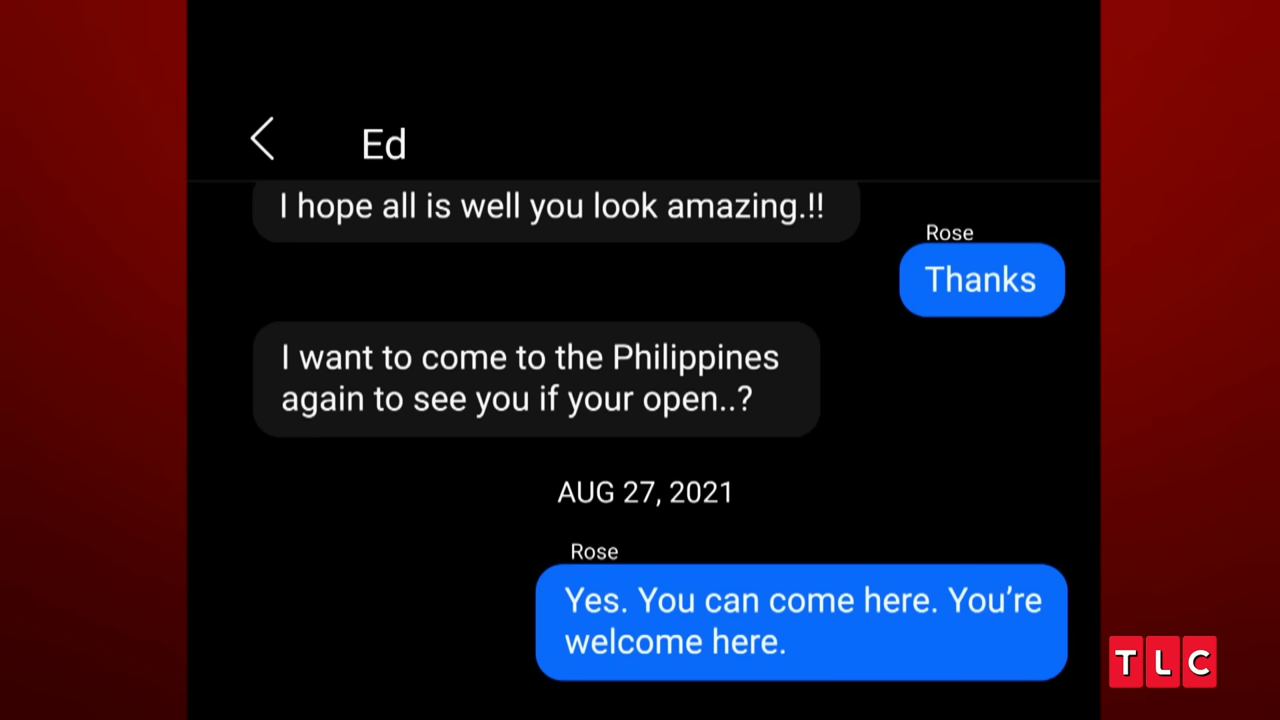 Ed
I hope all is well you look amazing.!!
Rose
Thanks
I want to come to the Philippines
again to see you if your open..?
AUG 27, 2021
Rose
Yes. You can come here. You’re
welcome here.
TLC